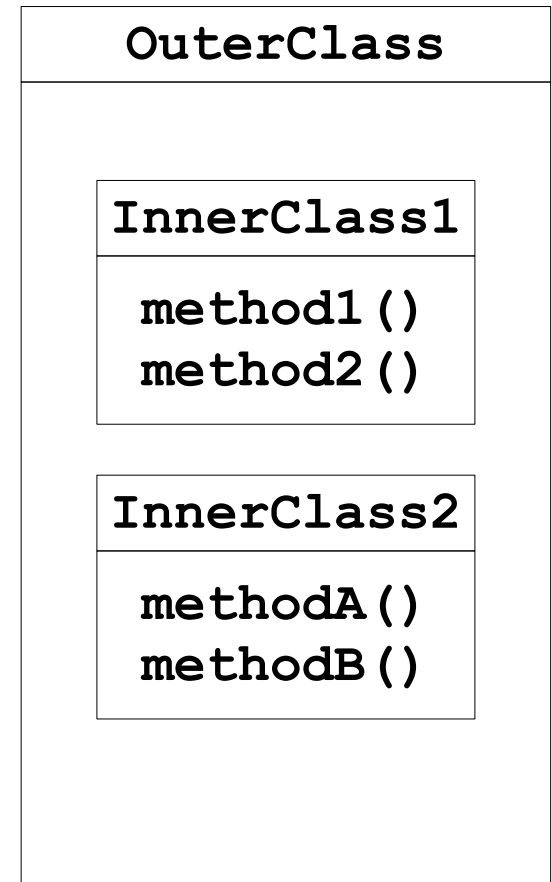 OuterClass
InnerClass1
method1()
method2()
InnerClass2
methodA()
methodB()